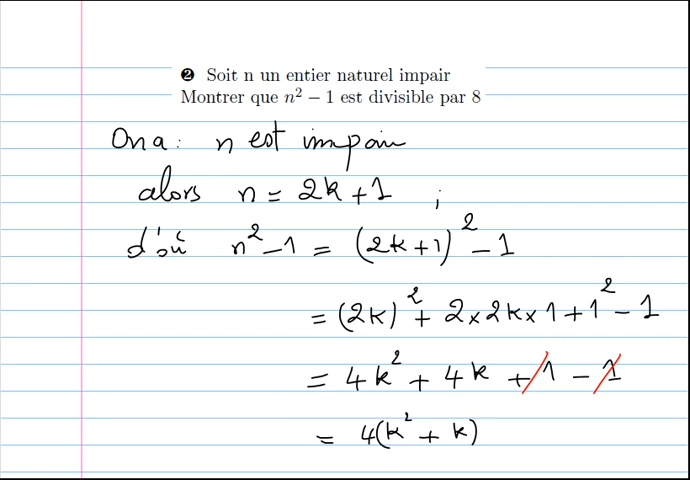 ❷ Soit n un entier naturel impair
Montrer que n² − 1 est divisible par 8
On a : n est impair
alors n = 2k + 1 ;
d'où n² − 1 = (2k + 1)² − 1
= (2k)² + 2 × 2k × 1 + 1² − 1
= 4k² + 4k + 1 − 1
= 4(k² + k)